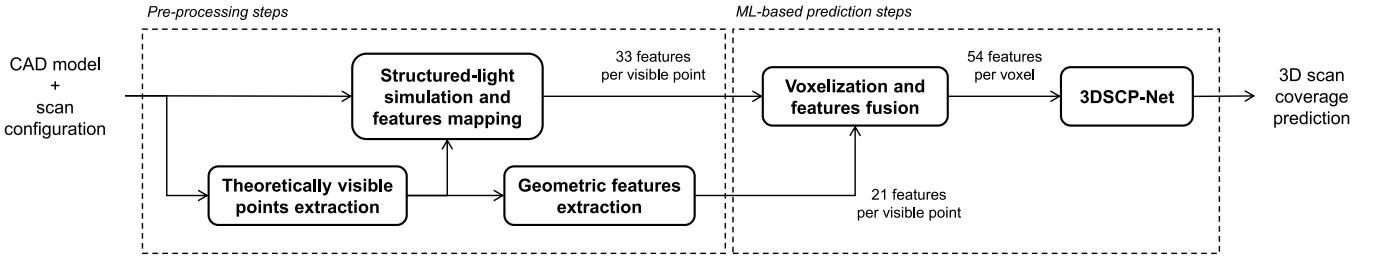 Pre-processing steps
ML-based prediction steps
CAD model
+
scan
configuration
Structured-light
simulation and
features mapping
33 features
per visible point
Voxelization and
features fusion
54 features
per voxel
3DSCP-Net
3D scan
coverage
prediction
Theoretically visible
points extraction
Geometric features
extraction
21 features
per visible point